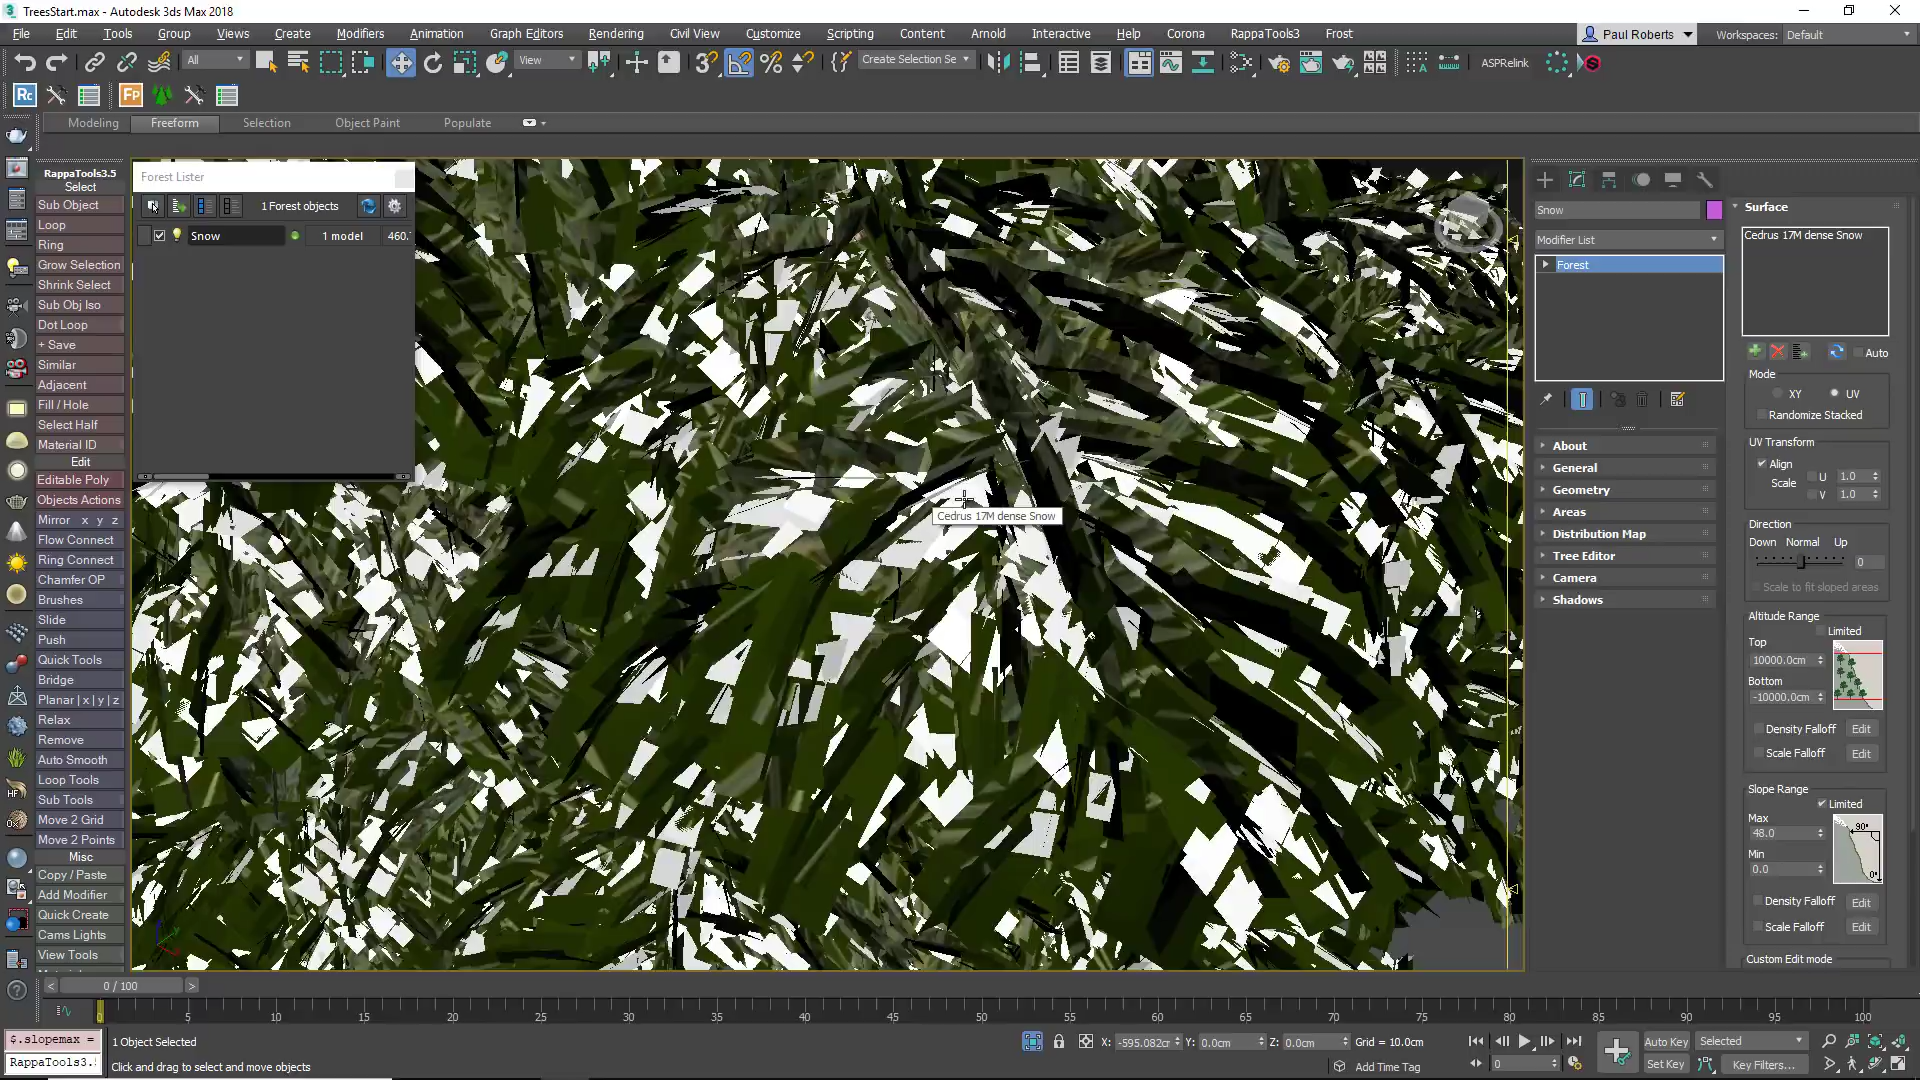 TreesStart.max - Autodesk 3ds Max 2018
File Edit Tools Group Views Create Modifiers Animation Graph Editors Rendering Civil View Customize Scripting Content Arnold Interactive Help Corona RappaTools3 Frost Paul Roberts Workspaces: Default
All View Create Selection Se ASPRelink
Rc FP
Modeling Freeform Selection Object Paint Populate
RappaTools3.5
Select
Sub Object
Loop
Ring
Grow Selection
Shrink Select
Sub Obj Iso
Dot Loop
+ Save
Similar
Adjacent
Fill / Hole
Select Half
Material ID
Edit
Editable Poly
Objects Actions
Mirror x y z
Flow Connect
Ring Connect
Chamfer OP
Brushes
Slide
Push
Quick Tools
Bridge
Planar | x | y | z
Relax
Remove
Auto Smooth
Loop Tools
Sub Tools
Move 2 Grid
Move 2 Points
Misc
Copy / Paste
Add Modifier
Quick Create
Cams Lights
View Tools
Forest Lister
1 Forest objects
Snow 1 model 460.
Cedrus 17M dense Snow
Snow
Modifier List
Forest
About
General
Geometry
Areas
Distribution Map
Tree Editor
Camera
Shadows
Surface
Cedrus 17M dense Snow
Auto
Mode
XY UV
Randomize Stacked
UV Transform
Align U 1.0
Scale V 1.0
Direction
Down Normal Up
0
Scale to fit sloped areas
Altitude Range
Limited
Top
10000.0cm
Bottom
-10000.0cm
Density Falloff Edit
Scale Falloff Edit
Slope Range
Limited
Max
48.0
90°
Min
0.0
0°
Density Falloff Edit
Scale Falloff Edit
Custom Edit mode
< 0 / 100 >
0 5 10 15 20 25 30 35 40 45 50 55 60 65 70 75 80 85 90 95 100
$.slopemax = 1 Object Selected X: -595.082cm Y: 0.0cm Z: 0.0cm Grid = 10.0cm Auto Key Selected
RappaTools3. Click and drag to select and move objects Add Time Tag 0 Set Key Key Filters...